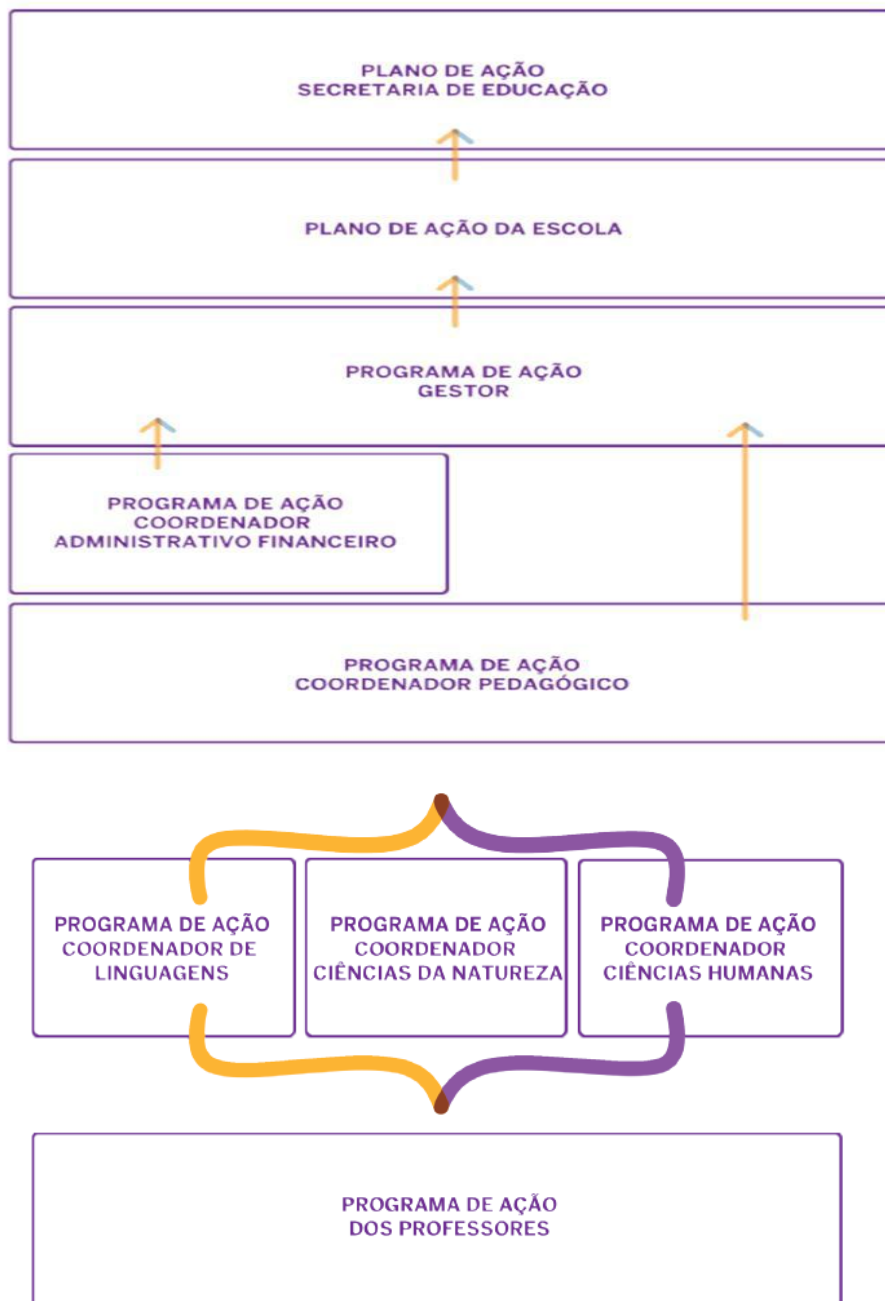 PLANO DE AÇÃO
SECRETARIA DE EDUCAÇÃO
PLANO DE AÇÃO DA ESCOLA
PROGRAMA DE AÇÃO
GESTOR
PROGRAMA DE AÇÃO
COORDENADOR
ADMINISTRATIVO FINANCEIRO
PROGRAMA DE AÇÃO
COORDENADOR PEDAGÓGICO
PROGRAMA DE AÇÃO
COORDENADOR DE
LINGUAGENS
PROGRAMA DE AÇÃO
COORDENADOR
CIÊNCIAS DA NATUREZA
PROGRAMA DE AÇÃO
COORDENADOR
CIÊNCIAS HUMANAS
PROGRAMA DE AÇÃO
DOS PROFESSORES